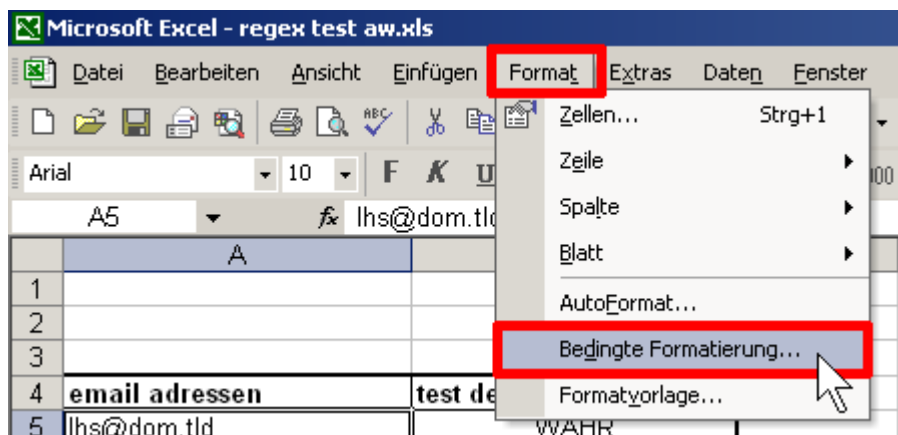 Microsoft Excel - regex test aw.xls
Datei Bearbeiten Ansicht Einfügen Format Extras Daten Fenster
Zellen... Strg+1
Arial 10 F K U
Zeile
A5 fx lhs@dom.tld
Spalte
A
Blatt
1
AutoFormat...
2
Bedingte Formatierung...
3
4 email adressen test de
Formatvorlage...
5 lhs@dom.tld WAHR